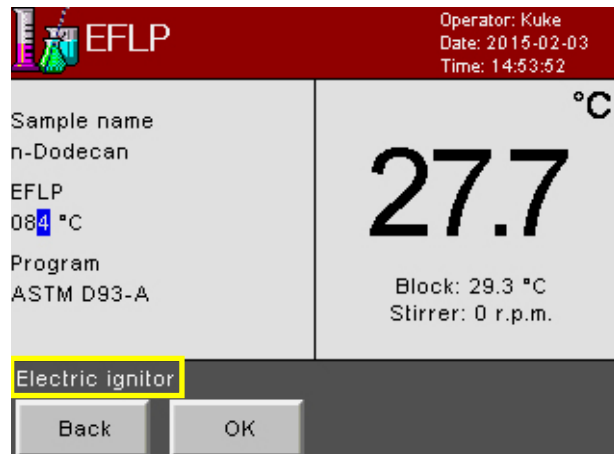 EFLP
Operator: Kuke
Date: 2015-02-03
Time: 14:53:52
Sample name
n-Dodecan
EFLP
084 °C
Program
ASTM D93-A
°C
27.7
Block: 29.3 °C
Stirrer: 0 r.p.m.
Electric ignitor
Back
OK